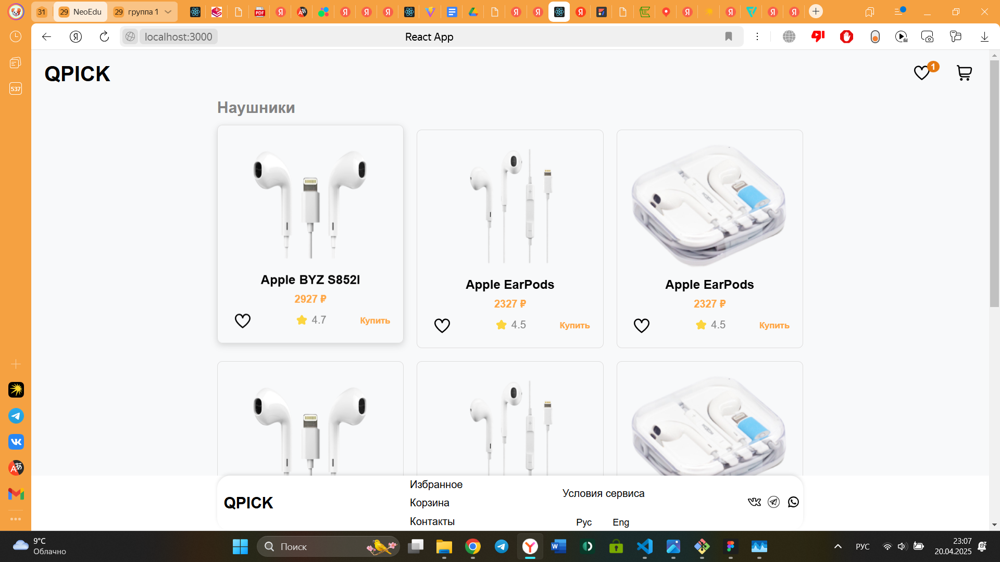 31
29 NeoEdu
29 группа 1
localhost:3000
React App
537
QPICK
1
Наушники
Apple BYZ S852I
2927 ₽
4.7
Купить
Apple EarPods
2327 ₽
4.5
Купить
Apple EarPods
2327 ₽
4.5
Купить
QPICK
Избранное
Корзина
Контакты
Условия сервиса
Рус
Eng
9°C
Облачно
Поиск
РУС
23:07
20.04.2025